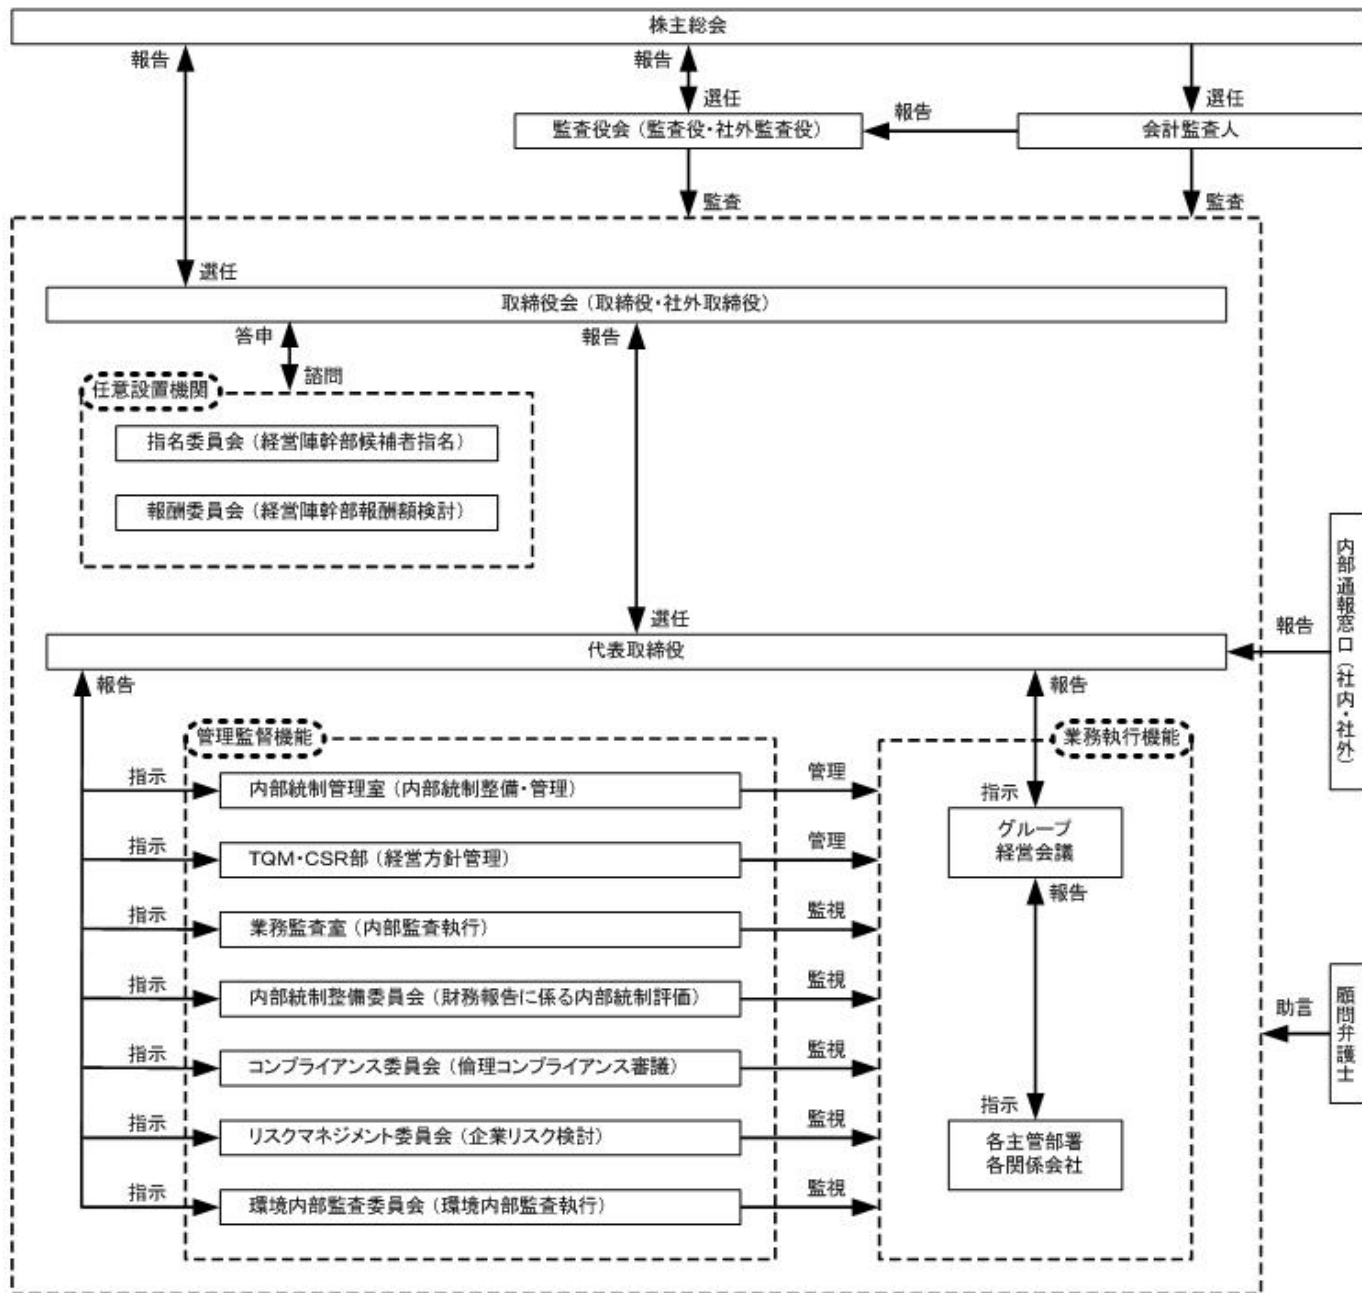 株主総会
報告
報告
選任
選任
監査役会（監査役・社外監査役）
報告
会計監査人
監査
監査
選任
取締役会（取締役・社外取締役）
答申
報告
諮問
任意設置機関
指名委員会（経営陣幹部候補者指名）
報酬委員会（経営陣幹部報酬額検討）
内部通報窓口（社内・社外）
選任
報告
代表取締役
報告
報告
管理監督機能
業務執行機能
指示
内部統制管理室（内部統制整備・管理）
管理
指示
グループ
経営会議
指示
TQM・CSR部（経営方針管理）
管理
報告
指示
業務監査室（内部監査執行）
監視
指示
内部統制整備委員会（財務報告に係る内部統制評価）
監視
助言
顧問弁護士
指示
コンプライアンス委員会（倫理コンプライアンス審議）
監視
指示
指示
リスクマネジメント委員会（企業リスク検討）
監視
各主管部署
各関係会社
指示
環境内部監査委員会（環境内部監査執行）
監視